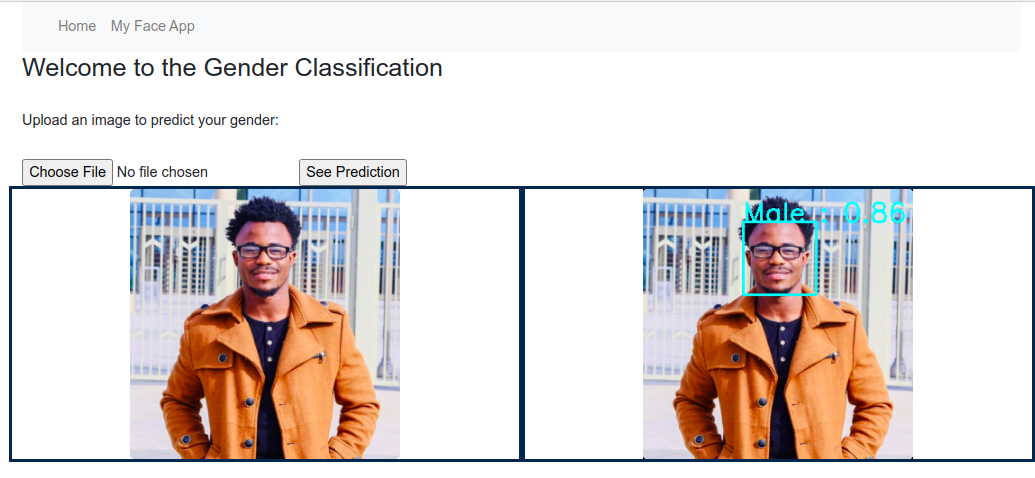 Home My Face App
Welcome to the Gender Classification
Upload an image to predict your gender:
Choose File No file chosen See Prediction
Male : 0.86